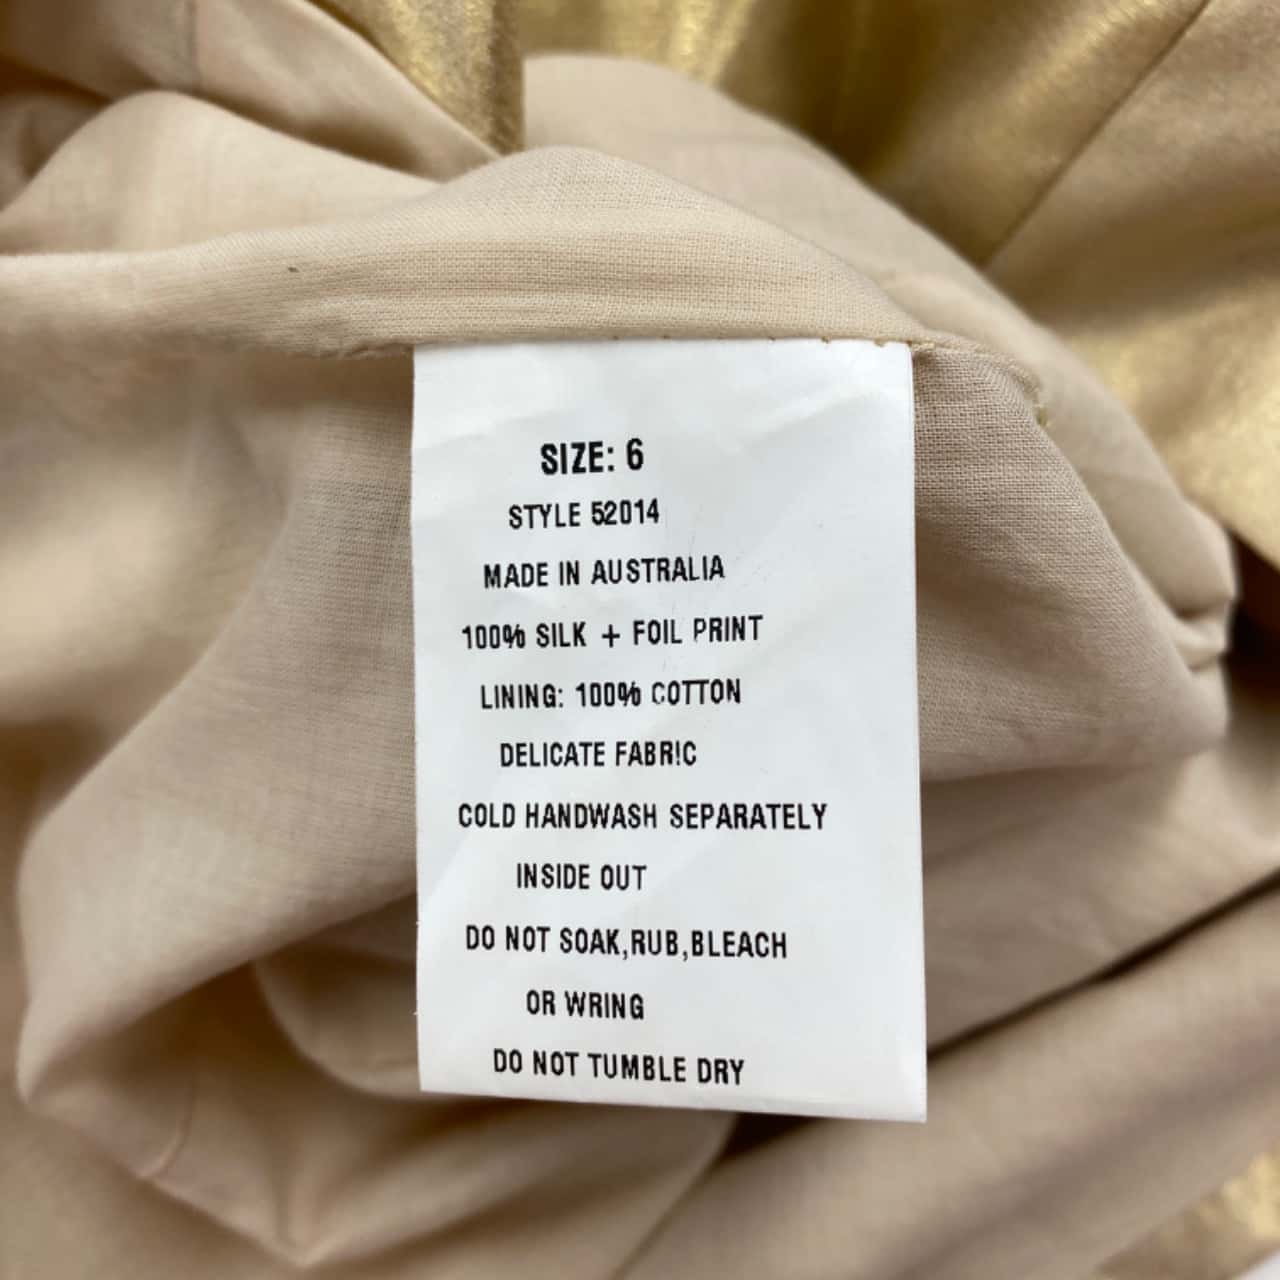 SIZE: 6
STYLE 52014
MADE IN AUSTRALIA
100% SILK + FOIL PRINT
LINING: 100% COTTON
DELICATE FABRIC
COLD HANDWASH SEPARATELY
INSIDE OUT
DO NOT SOAK,RUB,BLEACH
OR WRING
DO NOT TUMBLE DRY